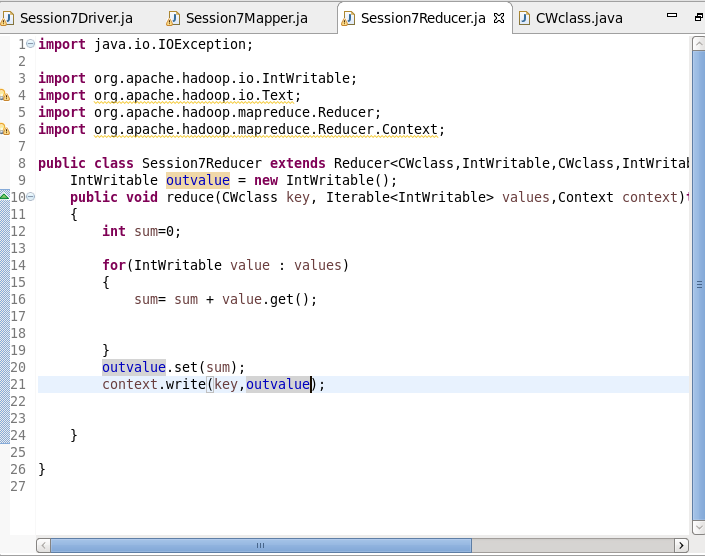 Session7Driver.ja Session7Mapper.ja Session7Reducer.ja CWclass.java
1 import java.io.IOException;
2
3 import org.apache.hadoop.io.IntWritable;
4 import org.apache.hadoop.io.Text;
5 import org.apache.hadoop.mapreduce.Reducer;
6 import org.apache.hadoop.mapreduce.Reducer.Context;
7
8 public class Session7Reducer extends Reducer<CWclass,IntWritable,CWclass,IntWritab
9 IntWritable outvalue = new IntWritable();
10 public void reduce(CWclass key, Iterable<IntWritable> values,Context context)t
11 {
12 int sum=0;
13
14 for(IntWritable value : values)
15 {
16 sum= sum + value.get();
17
18
19 }
20 outvalue.set(sum);
21 context.write(key,outvalue);
22
23
24 }
25
26 }
27